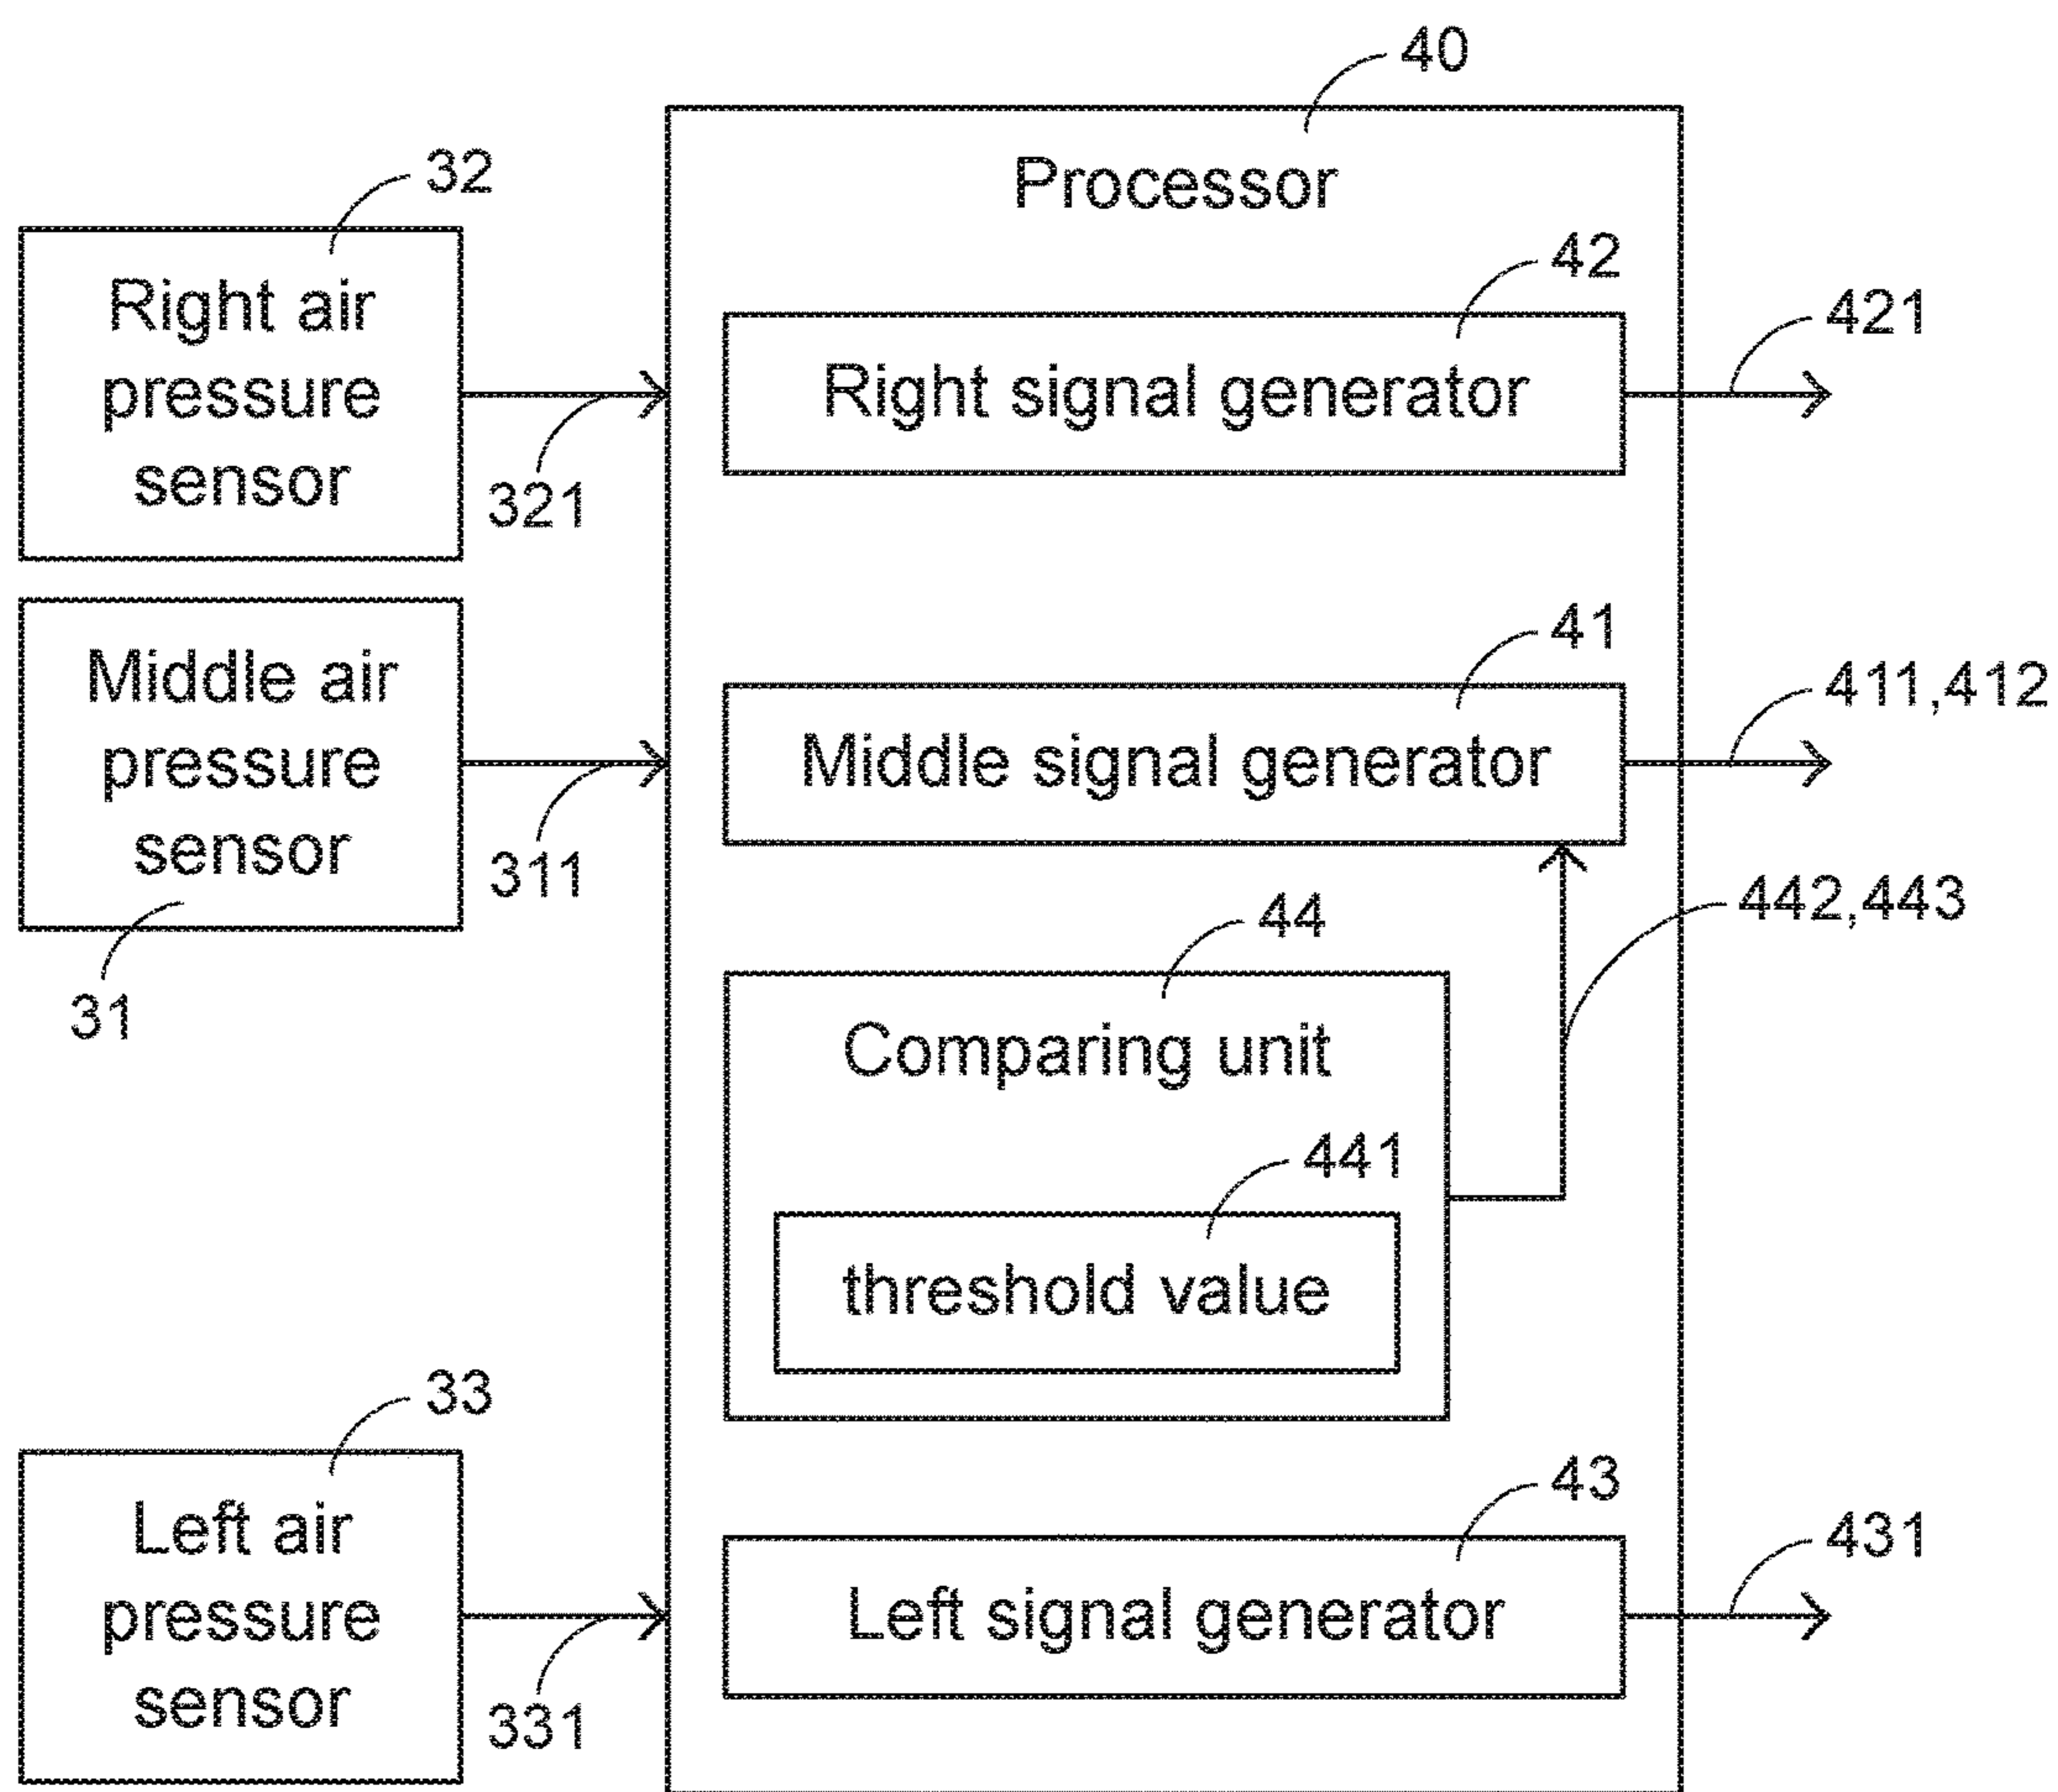 40
Processor
32
Right air
pressure
sensor
321
42
Right signal generator
421
Middle air
pressure
sensor
31
311
41
Middle signal generator
411,412
442,443
44
Comparing unit
441
threshold value
33
Left air
pressure
sensor
331
43
Left signal generator
431